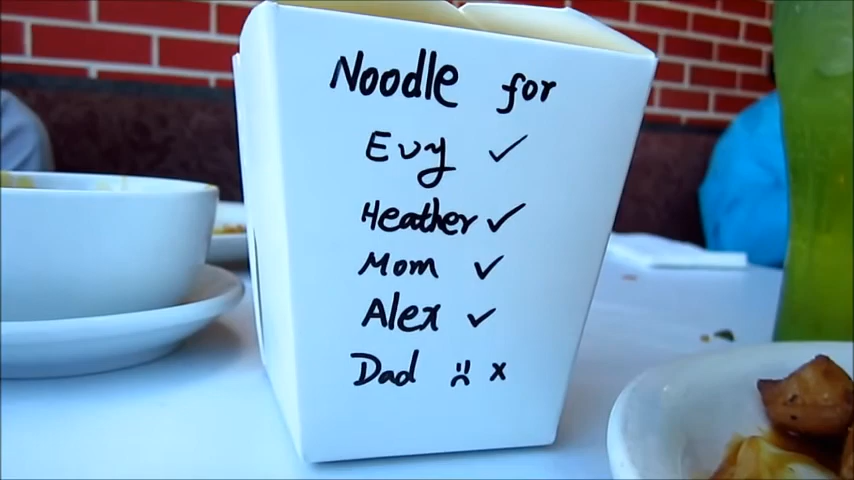 Noodle for
Evy ✓
Heather ✓
Mom ✓
Alex ✓
Dad ☹ x